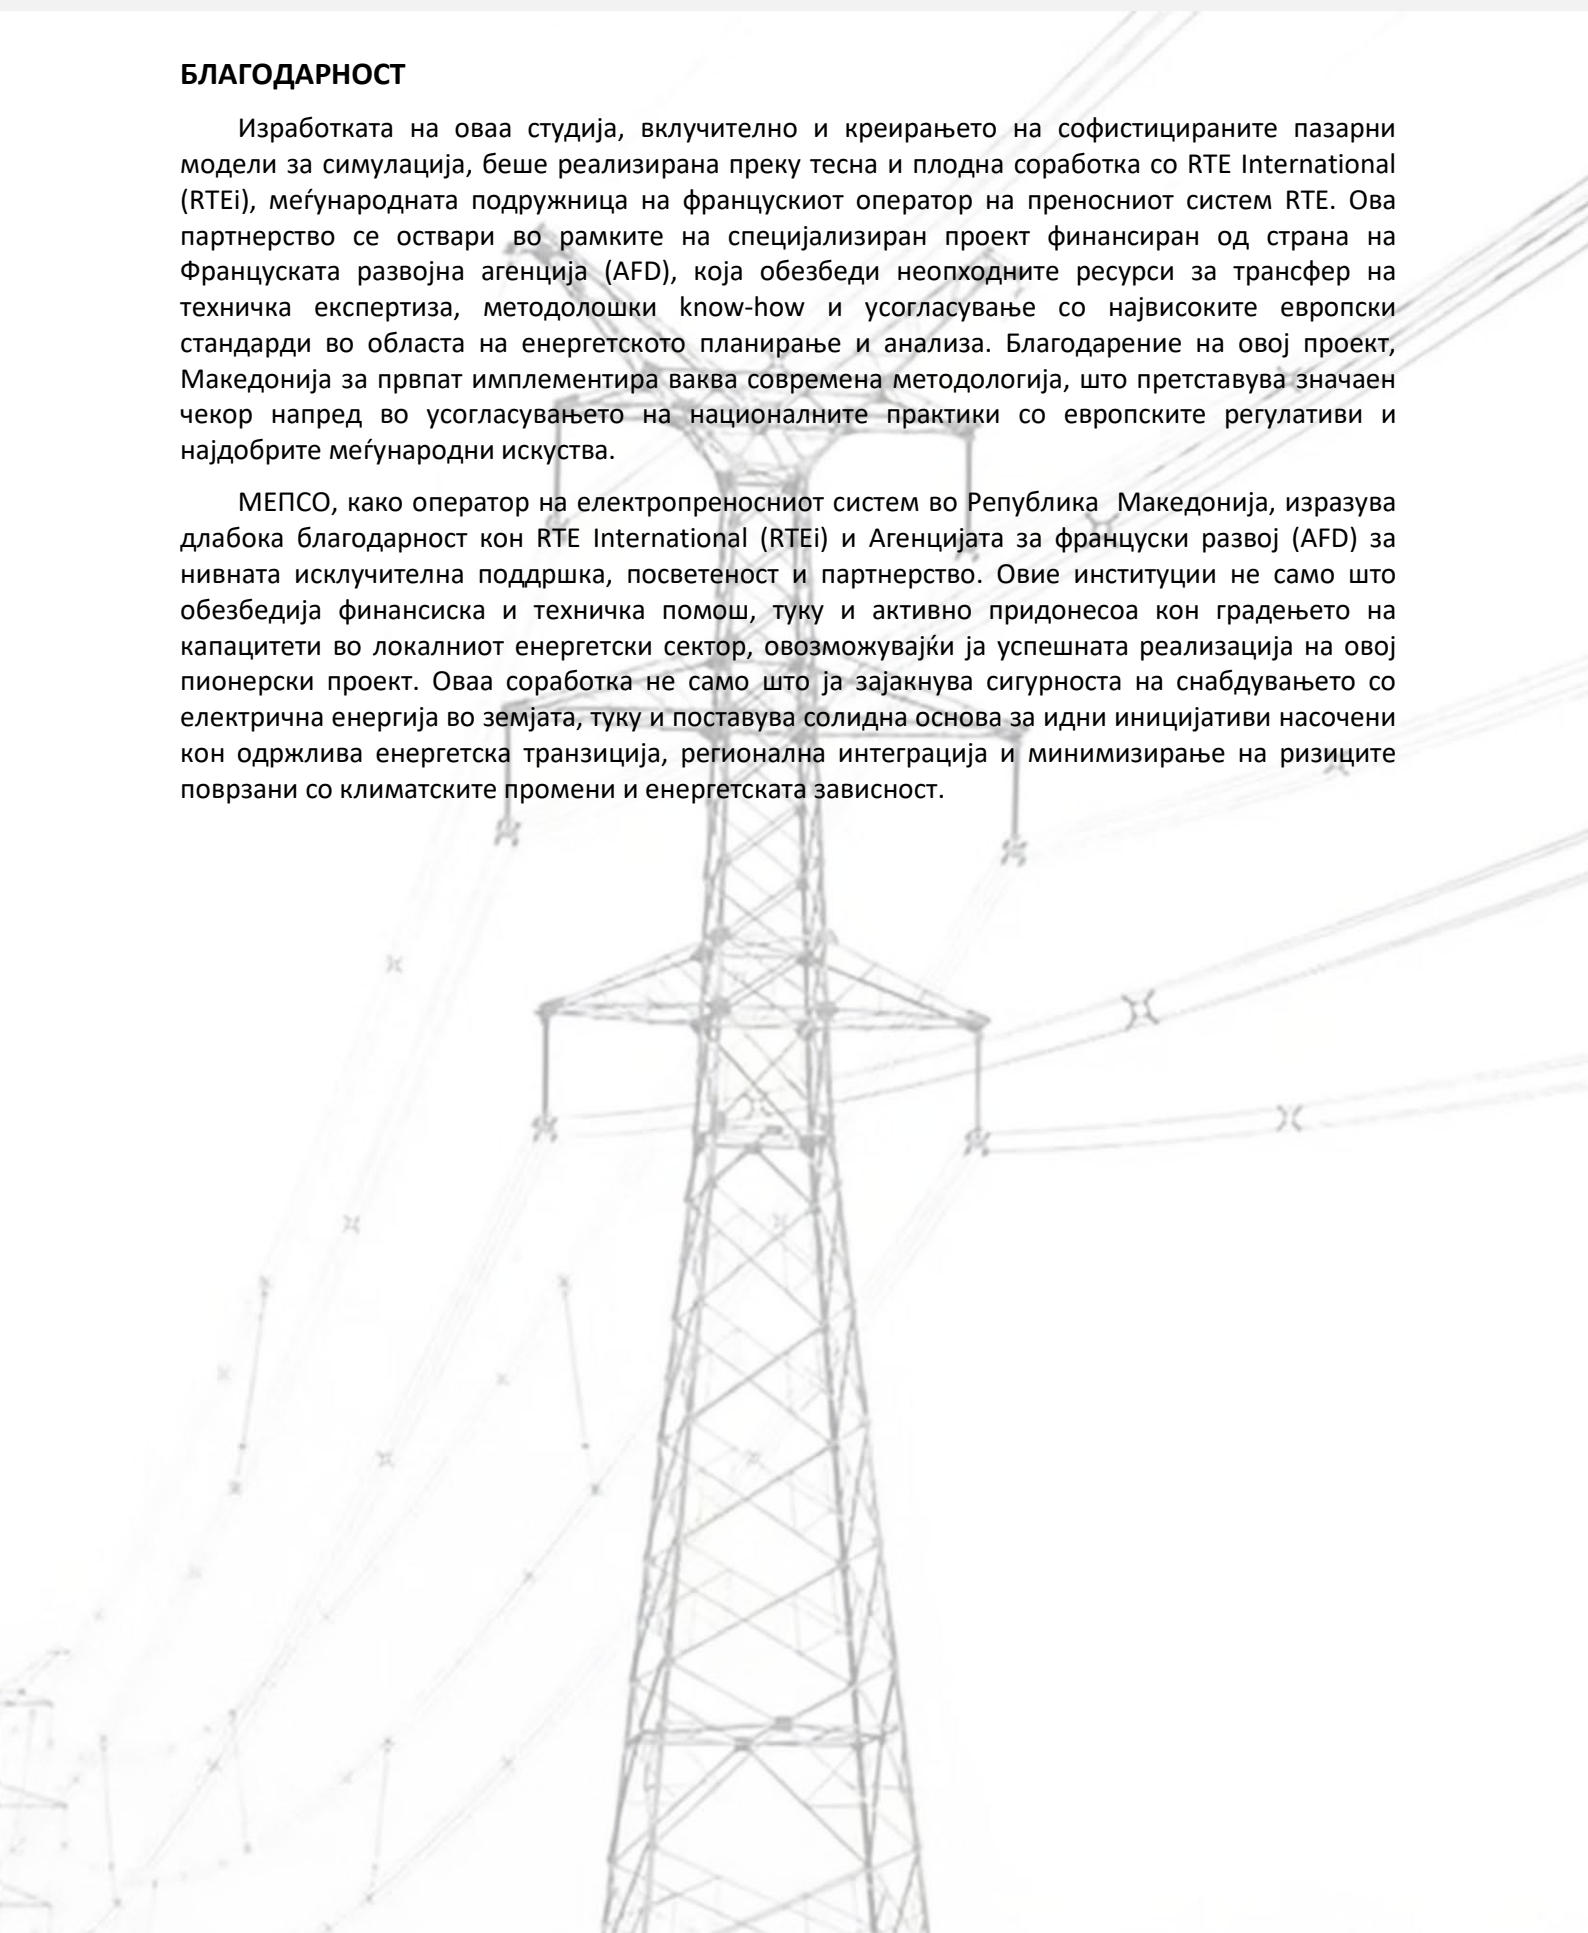 БЛАГОДАРНОСТ
Изработката на оваа студија, вклучително и креирањето на софистицираните пазарни
модели за симулација, беше реализирана преку тесна и плодна соработка со RTE International
(RTEi), меѓународната подружница на францускиот оператор на преносниот систем RTE. Ова
партнерство се оствари во рамките на специјализиран проект финансиран од страна на
Француската развојна агенција (AFD), која обезбеди неопходните ресурси за трансфер на
техничка експертиза, методолошки know-how и усогласување со највисоките европски
стандарди во областа на енергетското планирање и анализа. Благодарение на овој проект,
Македонија за првпат имплементира ваква современа методологија, што претставува значаен
чекор напред во усогласувањето на националните практики со европските регулативи и
најдобрите меѓународни искуства.
МЕПСО, како оператор на електропреносниот систем во Република  Македонија, изразува
длабока благодарност кон RTE International (RTEi) и Агенцијата за француски развој (AFD) за
нивната исклучителна поддршка, посветеност и партнерство. Овие институции не само што
обезбедија финансиска и техничка помош, туку и активно придонесоа кон градењето на
капацитети во локалниот енергетски сектор, овозможувајќи ја успешната реализација на овој
пионерски проект. Оваа соработка не само што ја зајакнува сигурноста на снабдувањето со
електрична енергија во земјата, туку и поставува солидна основа за идни иницијативи насочени
кон одржлива енергетска транзиција, регионална интеграција и минимизирање на ризиците
поврзани со климатските промени и енергетската зависност.